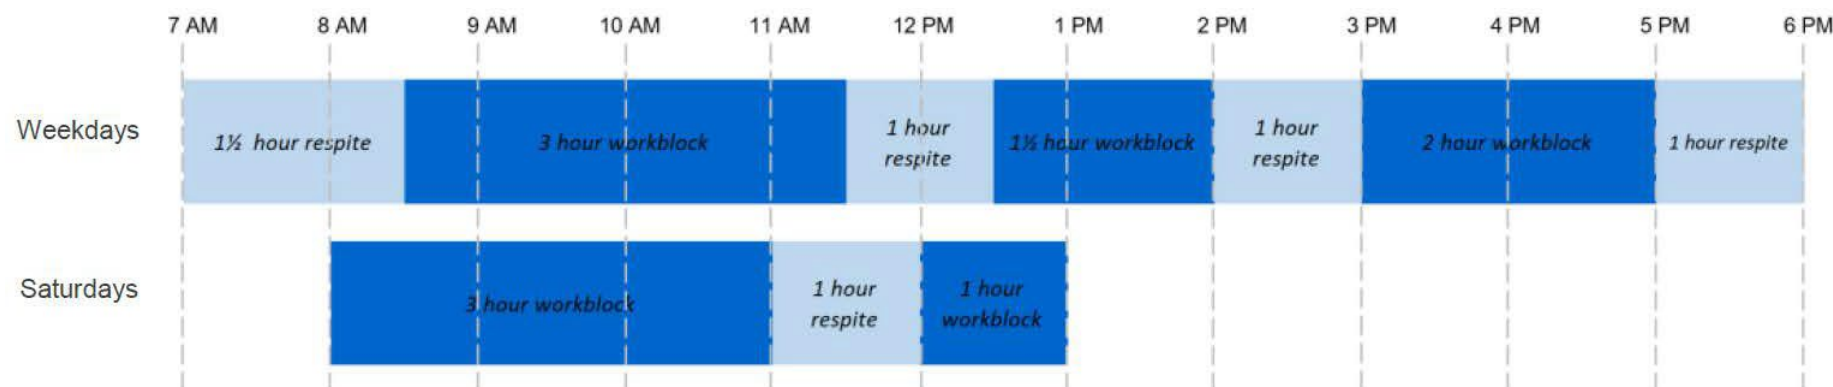 7 AM 8 AM 9 AM 10 AM 11 AM 12 PM 1 PM 2 PM 3 PM 4 PM 5 PM 6 PM
Weekdays
1½ hour respite
3 hour workblock
1 hour
respite
1½ hour workblock
1 hour
respite
2 hour workblock
1 hour respite
Saturdays
3 hour workblock
1 hour
respite
1 hour
workblock